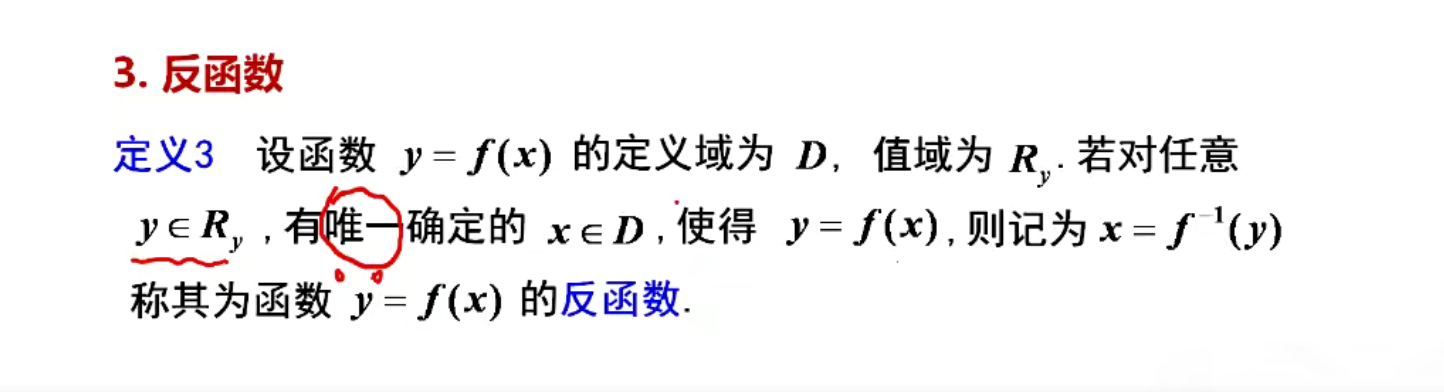 3. 反函数
定义3 设函数 y = f(x) 的定义域为 D, 值域为 R_y. 若对任意
y ∈ R_y , 有唯一确定的 x ∈ D , 使得 y = f(x), 则记为 x = f⁻¹(y)
称其为函数 y = f(x) 的反函数.